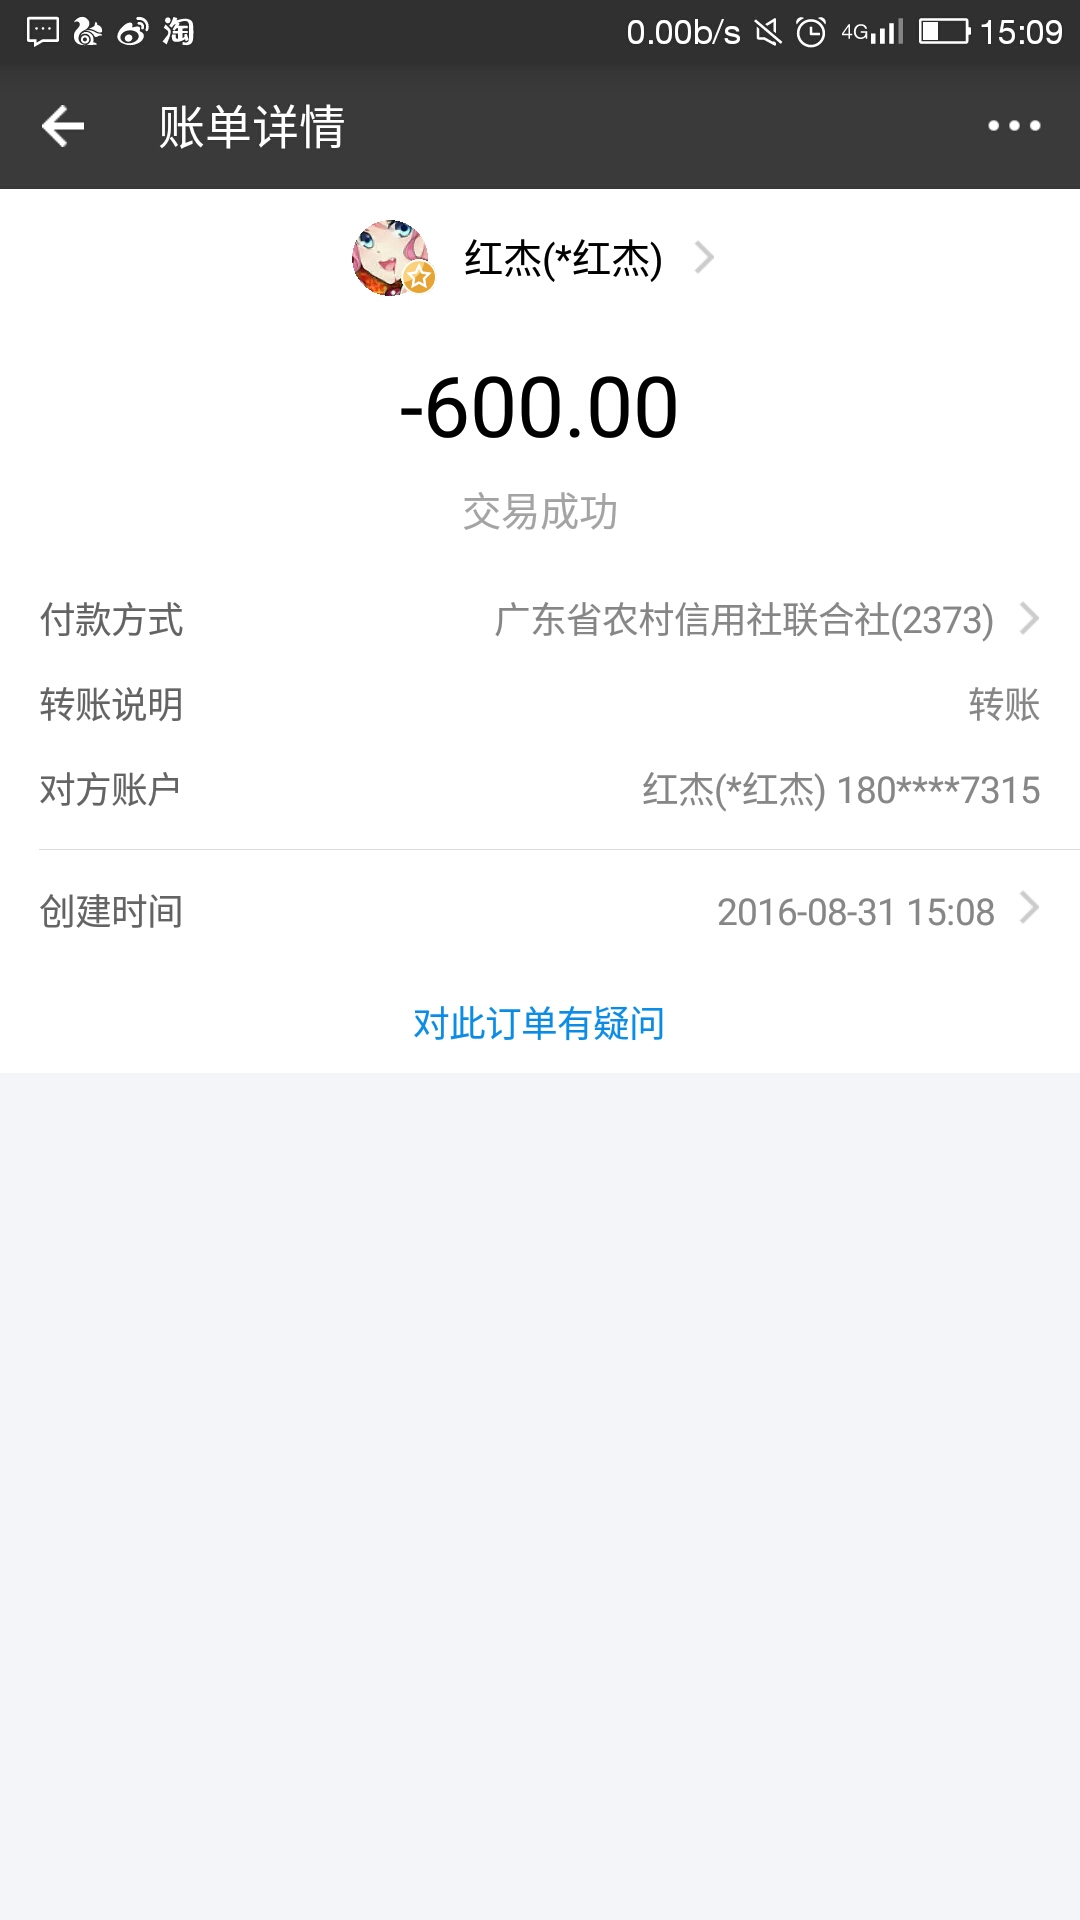 淘 0.00b/s 4G 15:09
账单详情
红杰(*红杰)
-600.00
交易成功
付款方式 广东省农村信用社联合社(2373)
转账说明 转账
对方账户 红杰(*红杰) 180****7315
创建时间 2016-08-31 15:08
对此订单有疑问